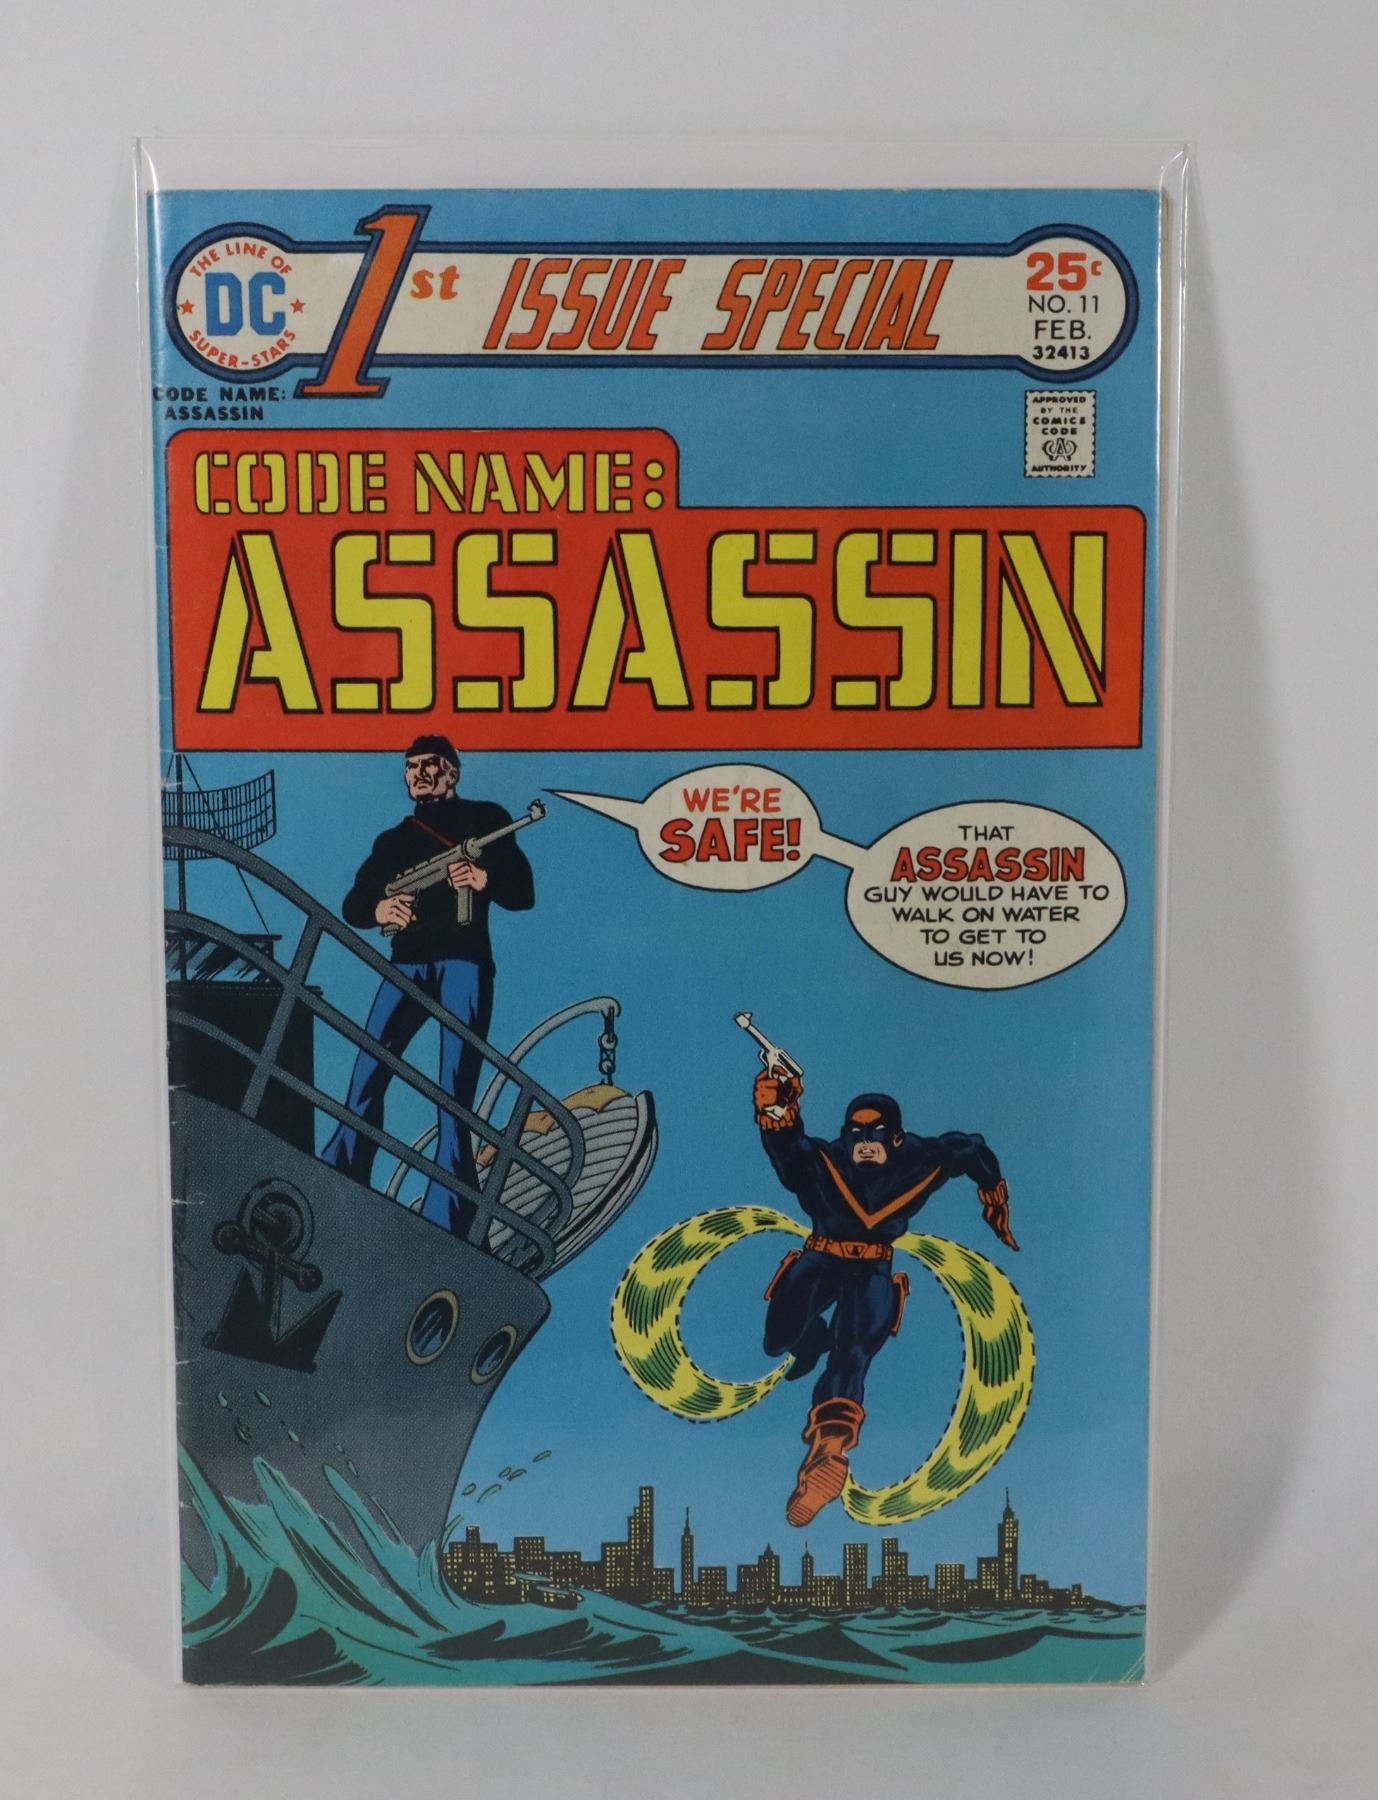 THE LINE OF
DC
SUPER-STARS
1st ISSUE SPECIAL
25c
NO. 11
FEB.
32413
CODE NAME:
ASSASSIN
APPROVED
BY THE
COMICS
CODE
CA
AUTHORITY
CODE NAME:
ASSASSIN
WE'RE
SAFE!
THAT
ASSASSIN
GUY WOULD HAVE TO
WALK ON WATER
TO GET TO
US NOW!